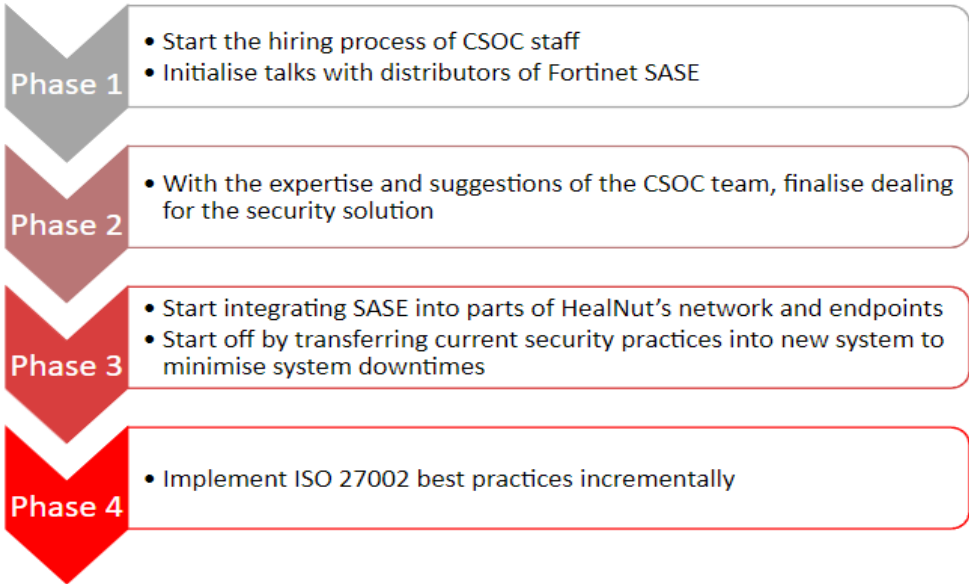 Phase 1
• Start the hiring process of CSOC staff
• Initialise talks with distributors of Fortinet SASE
Phase 2
• With the expertise and suggestions of the CSOC team, finalise dealing
for the security solution
Phase 3
• Start integrating SASE into parts of HealNut’s network and endpoints
• Start off by transferring current security practices into new system to
minimise system downtimes
Phase 4
• Implement ISO 27002 best practices incrementally